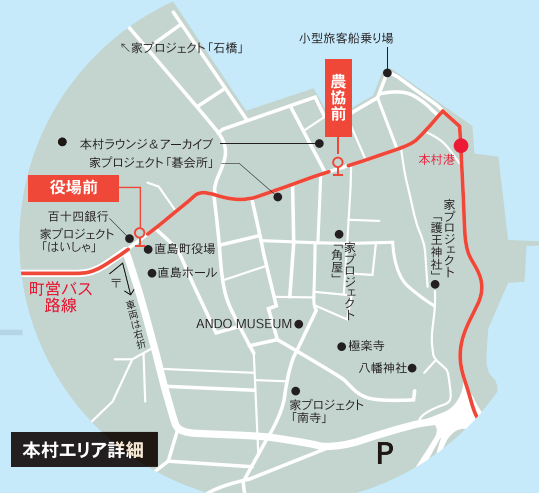 ↖家プロジェクト「石橋」
小型旅客船乗り場
農協前
本村ラウンジ＆アーカイブ
家プロジェクト「碁会所」
本村港
役場前
百十四銀行
家プロジェクト
「はいしゃ」
直島町役場
直島ホール
家プロジェクト
「角屋」
家プロジェクト
「護王神社」
町営バス
路線
〒
車両は右折
ANDO MUSEUM
極楽寺
八幡神社
家プロジェクト
「南寺」
本村エリア詳細
P